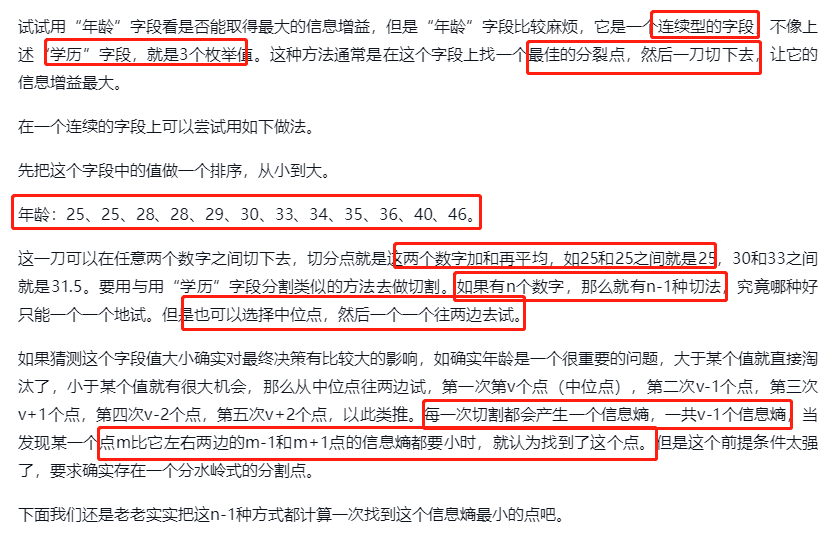 试试用“年龄”字段看是否能取得最大的信息增益，但是“年龄”字段比较麻烦，它是一个连续型的字段，不像上
述“学历”字段，就是3个枚举值。这种方法通常是在这个字段上找一个最佳的分裂点，然后一刀切下去，让它的
信息增益最大。
在一个连续的字段上可以尝试用如下做法。
先把这个字段中的值做一个排序，从小到大。
年龄：25、25、28、28、29、30、33、34、35、36、40、46。
这一刀可以在任意两个数字之间切下去，切分点就是这两个数字加和再平均，如25和25之间就是25，30和33之间
就是31.5。要用与用“学历”字段分割类似的方法去做切割。如果有n个数字，那么就有n-1种切法，究竟哪种好
只能一个一个地试。但是也可以选择中位点，然后一个一个往两边去试。
如果猜测这个字段值大小确实对最终决策有比较大的影响，如确实年龄是一个很重要的问题，大于某个值就直接淘
汰了，小于某个值就有很大机会，那么从中位点往两边试，第一次第v个点（中位点），第二次v-1个点，第三次
v+1个点，第四次v-2个点，第五次v+2个点，以此类推。每一次切割都会产生一个信息熵，一共v-1个信息熵，当
发现某一个点m比它左右两边的m-1和m+1点的信息熵都要小时，就认为找到了这个点。但是这个前提条件太强
了，要求确实存在一个分水岭式的分割点。
下面我们还是老老实实把这n-1种方式都计算一次找到这个信息熵最小的点吧。